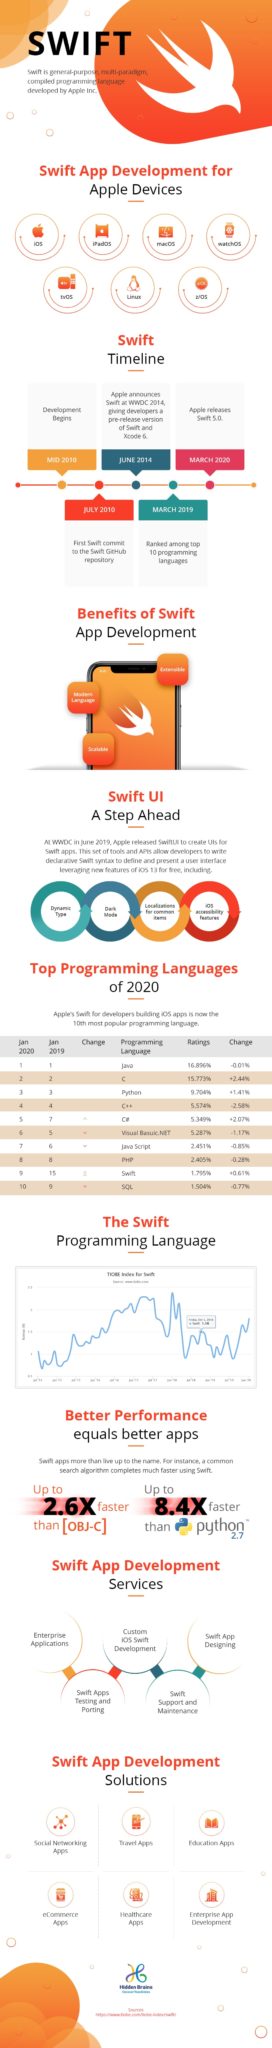 SWIFT
Swift is general-purpose, multi-paradigm,
compiled programming language
developed by Apple Inc.
Swift App Development for
Apple Devices
iOS
iPadOS
macOS
watchOS
tvOS
Linux
z/OS
Swift
Timeline
Development
Begins
MID 2010
Apple announces
Swift at WWDC 2014,
giving developers a
pre-release version
of Swift and
Xcode 6.
JUNE 2014
Apple releases
Swift 5.0.
MARCH 2020
JULY 2010
First Swift commit
to the Swift GitHub
repository
MARCH 2019
Ranked among top
10 programming
languages
Benefits of Swift
App Development
Extensible
Modern
Language
Scalable
Swift UI
A Step Ahead
At WWDC in June 2019, Apple released SwiftUI to create UIs for
Swift apps. This set of tools and APIs allow developers to write
declarative Swift syntax to define and present a user interface
leveraging new features of iOS 13 for free, including.
Dynamic
Type
Dark
Mode
Localizations
for common
items
iOS
accessibility
features
Top Programming Languages
of 2020
Apple's Swift for developers building iOS apps is now the
10th most popular programming language.
Jan 2020 Jan 2019 Change Programming Language Ratings Change
1 1 Java 16.896% -0.01%
2 2 C 15.773% +2.44%
3 3 Python 9.704% +1.41%
4 4 C++ 5.574% -2.58%
5 7 C# 5.349% +2.07%
6 5 Visual Basuic.NET 5.287% -1.17%
7 6 Java Script 2.451% -0.85%
8 8 PHP 2.405% -0.28%
9 15 Swift 1.795% +0.61%
10 9 SQL 1.504% -0.77%
The Swift
Programming Language
TIOBE Index for Swift
Source: www.tiobe.com
Better Performance
equals better apps
Swift apps more than live up to the name. For instance, a common
search algorithm completes much faster using Swift.
Up to
2.6X faster
than [OBJ-C]
Up to
8.4X faster
than python
2.7
Swift App Development
Services
Enterprise
Applications
Custom
iOS Swift
Development
Swift App
Designing
Swift Apps
Testing and
Porting
Swift
Support and
Maintenance
Swift App Development
Solutions
Social Networking
Apps
Travel Apps
Education Apps
eCommerce
Apps
Healthcare
Apps
Enterprise App
Development
Hidden Brains
Sources
https://www.tiobe.com/tiobe-index/swift/